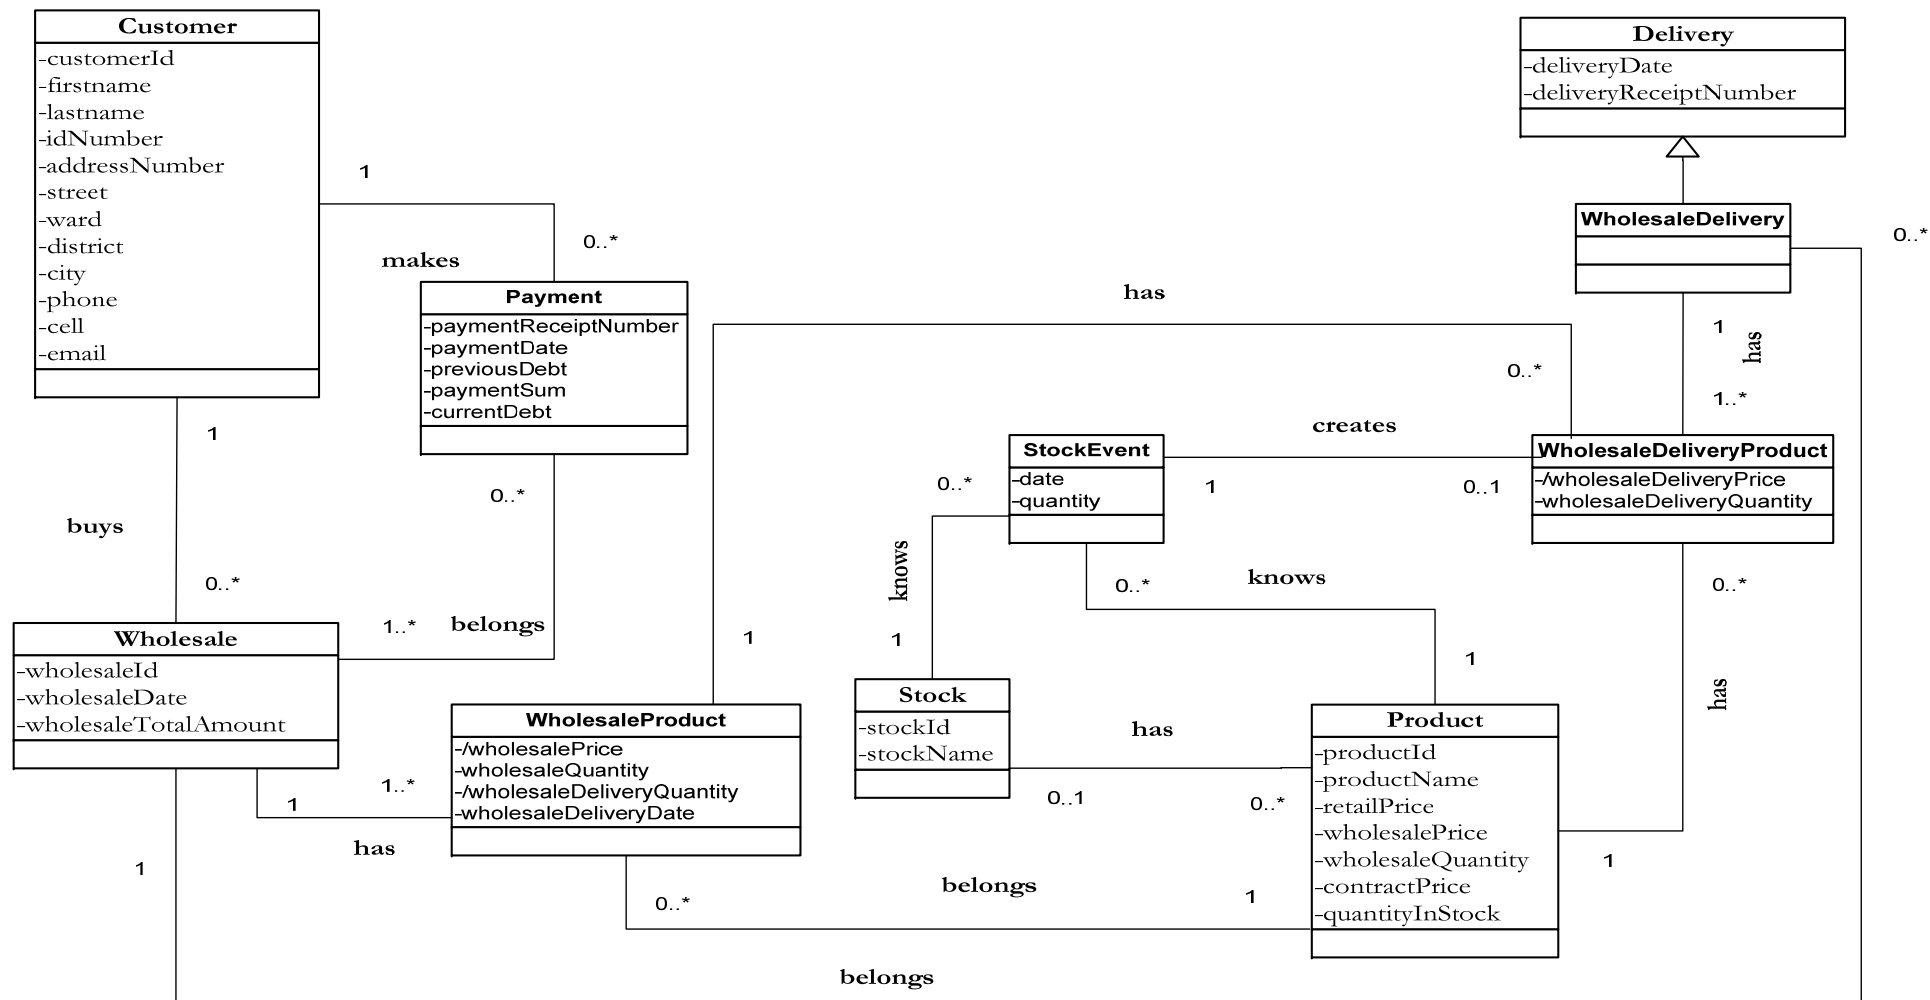 Customer
-customerId
-firstname
-lastname
-idNumber
-addressNumber
-street
-ward
-district
-city
-phone
-cell
-email
Delivery
-deliveryDate
-deliveryReceiptNumber
1
0..*
makes
WholesaleDelivery
0..*
Payment
-paymentReceiptNumber
-paymentDate
-previousDebt
-paymentSum
-currentDebt
has
1
has
0..*
1..*
1
buys
0..*
0..*
1..*
belongs
StockEvent
-date
-quantity
creates
1
0..1
WholesaleDeliveryProduct
-/wholesaleDeliveryPrice
-wholesaleDeliveryQuantity
0..*
knows
1
0..*
knows
1
0..*
has
1
Wholesale
-wholesaleId
-wholesaleDate
-wholesaleTotalAmount
1
WholesaleProduct
-/wholesalePrice
-wholesaleQuantity
-/wholesaleDeliveryQuantity
-wholesaleDeliveryDate
Stock
-stockId
-stockName
has
0..1
0..*
Product
-productId
-productName
-retailPrice
-wholesalePrice
-wholesaleQuantity
-contractPrice
-quantityInStock
1
1..*
has
1
0..*
belongs
1
1
belongs